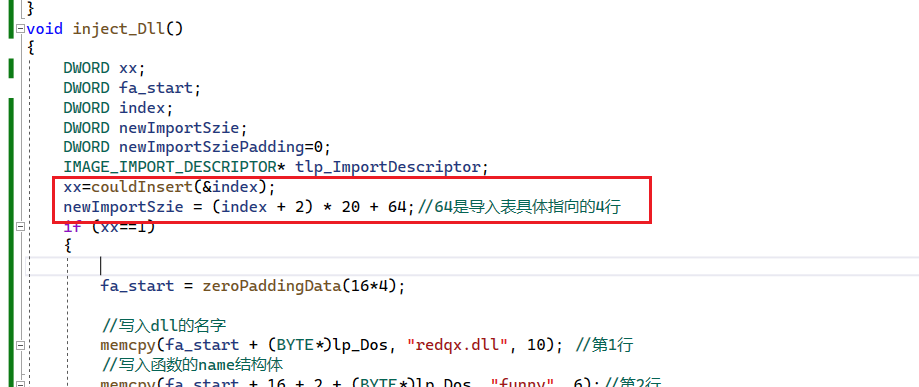 }
void inject_Dll()
{
DWORD xx;
DWORD fa_start;
DWORD index;
DWORD newImportSzie;
DWORD newImportSziePadding=0;
IMAGE_IMPORT_DESCRIPTOR* tlp_ImportDescriptor;
xx=couldInsert(&index);
newImportSzie = (index + 2) * 20 + 64;//64是导入表具体指向的4行
if (xx==1)
{
fa_start = zeroPaddingData(16*4);
//写入dll的名字
memcpy(fa_start + (BYTE*)lp_Dos, "redqx.dll", 10); //第1行
//写入函数的name结构体
memcpy(fa_start + 16 + 2 + (BYTE*)lp_Dos, "funny", 6);//第2行